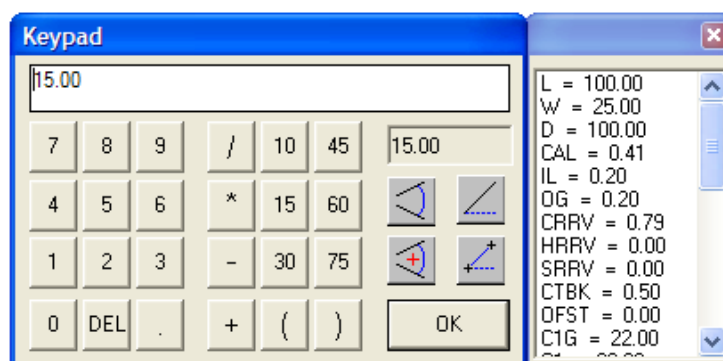 Keypad
15.00
7 8 9 / 10 45 15.00
4 5 6 * 15 60
1 2 3 - 30 75
0 DEL . + ( ) OK
L = 100.00
W = 25.00
D = 100.00
CAL = 0.41
IL = 0.20
OG = 0.20
CRRV = 0.79
HRRV = 0.00
SRRV = 0.00
CTBK = 0.50
OFST = 0.00
C1G = 22.00